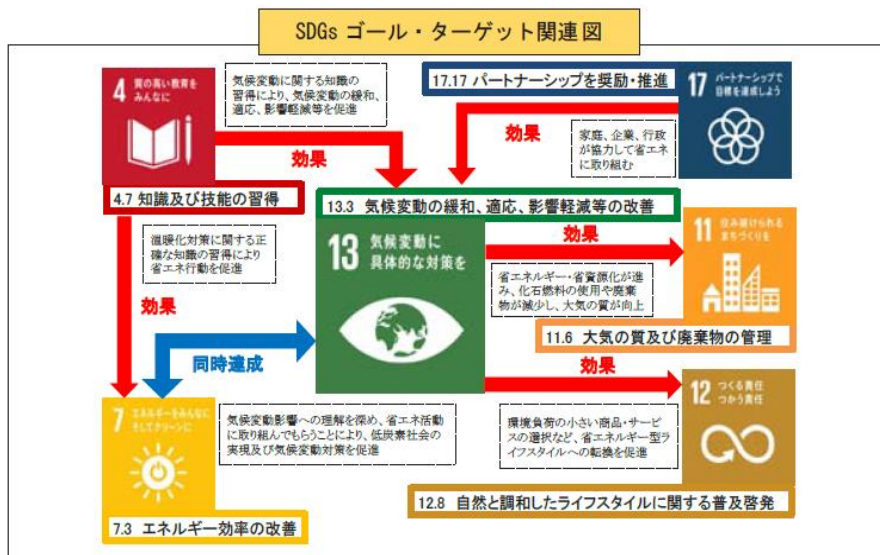 SDGs ゴール・ターゲット関連図
4 質の高い教育を
みんなに
気候変動に関する知識の
習得により、気候変動の緩和、
適応、影響軽減等を促進
17.17 パートナーシップを奨励・推進
17 パートナーシップで
目標を達成しよう
効果
効果
家庭、企業、行政
が協力して省エネ
に取り組む
4.7 知識及び技能の習得
13.3 気候変動の緩和、適応、影響軽減等の改善
温暖化対策に関する正
確な知識の習得により
省エネ行動を促進
13 気候変動に
具体的な対策を
効果
11 住み続けられる
まちづくりを
省エネルギー・省資源化が進
み、化石燃料の使用や廃棄
物が減少し、大気の質が向上
効果
11.6 大気の質及び廃棄物の管理
同時達成
効果
12 つくる責任
つかう責任
7 エネルギーをみんなに
そしてクリーンに
気候変動影響への理解を深め、省エネ活動
に取り組んでもらうことにより、低炭素社会の
実現及び気候変動対策を促進
環境負荷の小さい商品・サービ
スの選択など、省エネルギー型ラ
イフスタイルへの転換を促進
12.8 自然と調和したライフスタイルに関する普及啓発
7.3 エネルギー効率の改善